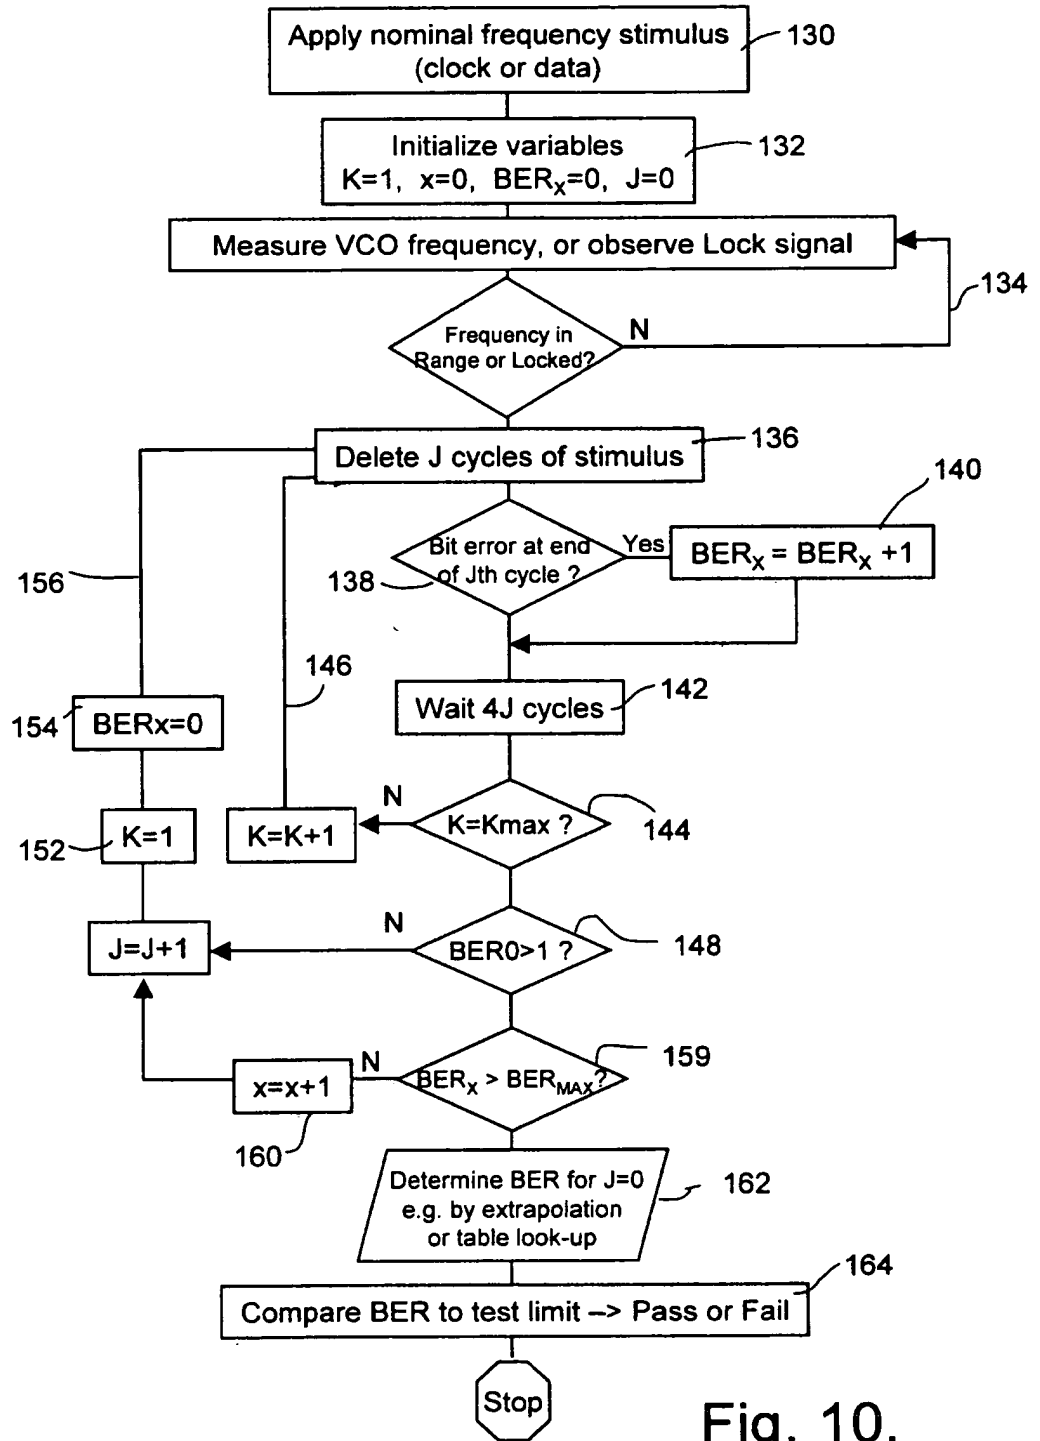 Apply nominal frequency stimulus
(clock or data)
130
Initialize variables
K=1, x=0, BERx=0, J=0
132
Measure VCO frequency, or observe Lock signal
134
Frequency in
Range or Locked?
N
Delete J cycles of stimulus
136
140
Bit error at end
of Jth cycle ?
Yes
BERx = BERx +1
138
156
146
Wait 4J cycles
142
154
BERx=0
N
K=Kmax ?
144
K=K+1
152
K=1
N
BER0>1 ?
148
J=J+1
N
BERx > BERMAX?
159
x=x+1
160
Determine BER for J=0
e.g. by extrapolation
or table look-up
162
164
Compare BER to test limit –> Pass or Fail
Stop
Fig. 10.